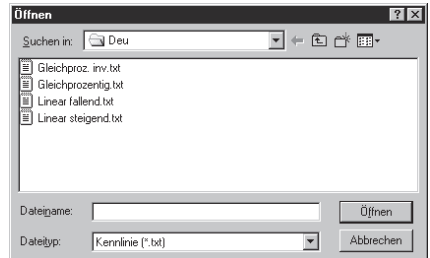 Öffnen
Suchen in: Deu
Gleichproz. inv.txt
Gleichprozentig.txt
Linear fallend.txt
Linear steigend.txt
Dateiname: Öffnen
Dateityp: Kennlinie (*.txt) Abbrechen